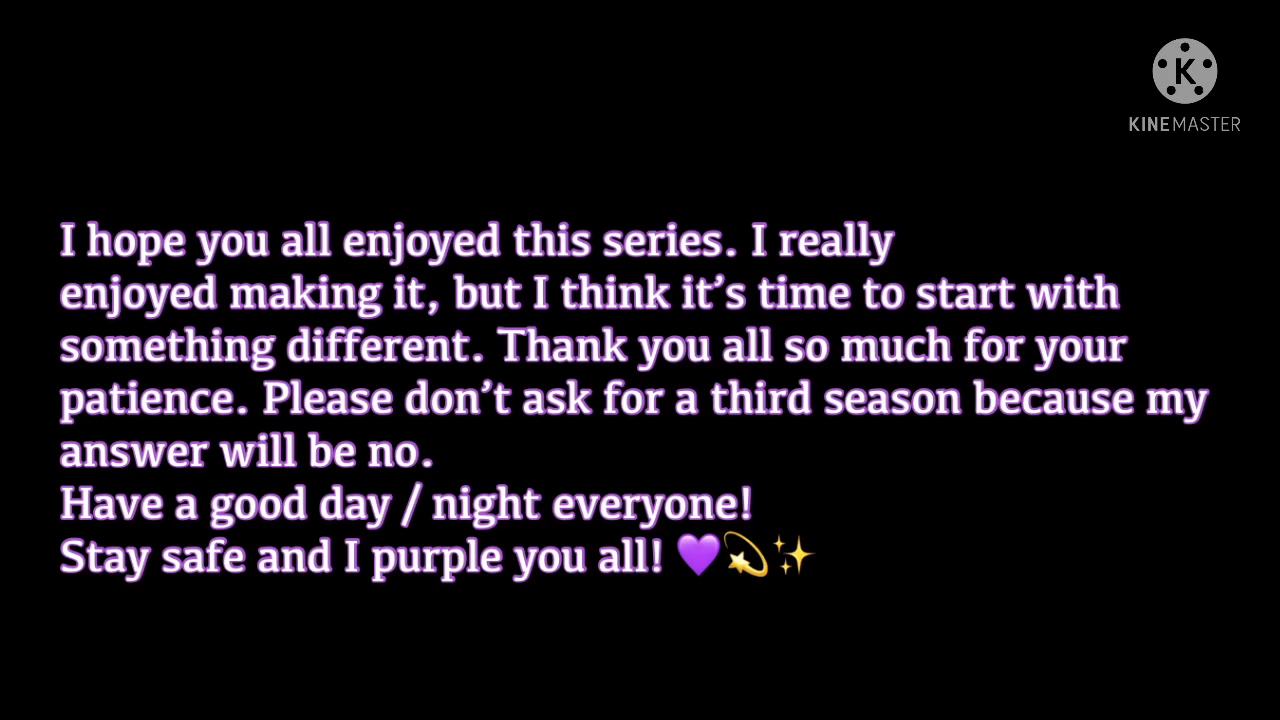 K
KINEMASTER
I hope you all enjoyed this series. I really
enjoyed making it, but I think it’s time to start with
something different. Thank you all so much for your
patience. Please don’t ask for a third season because my
answer will be no.
Have a good day / night everyone!
Stay safe and I purple you all! 💜💫✨